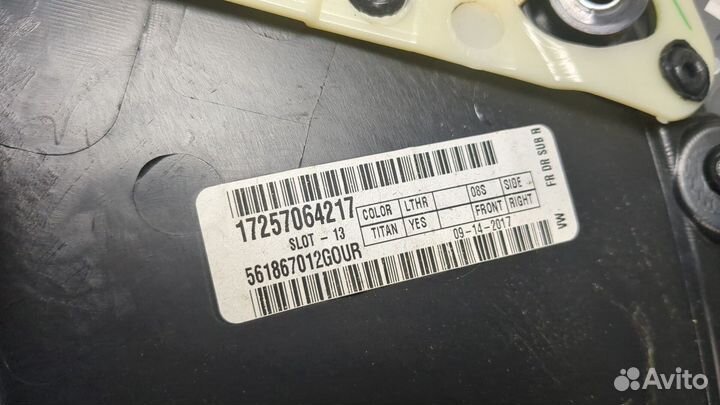 17257064217
SLOT - 13
561867012GOUR
COLOR LTHR 08S SIDE
TITAN YES FRONT RIGHT
09-14-2017
VW FR DR SUB R
Avito